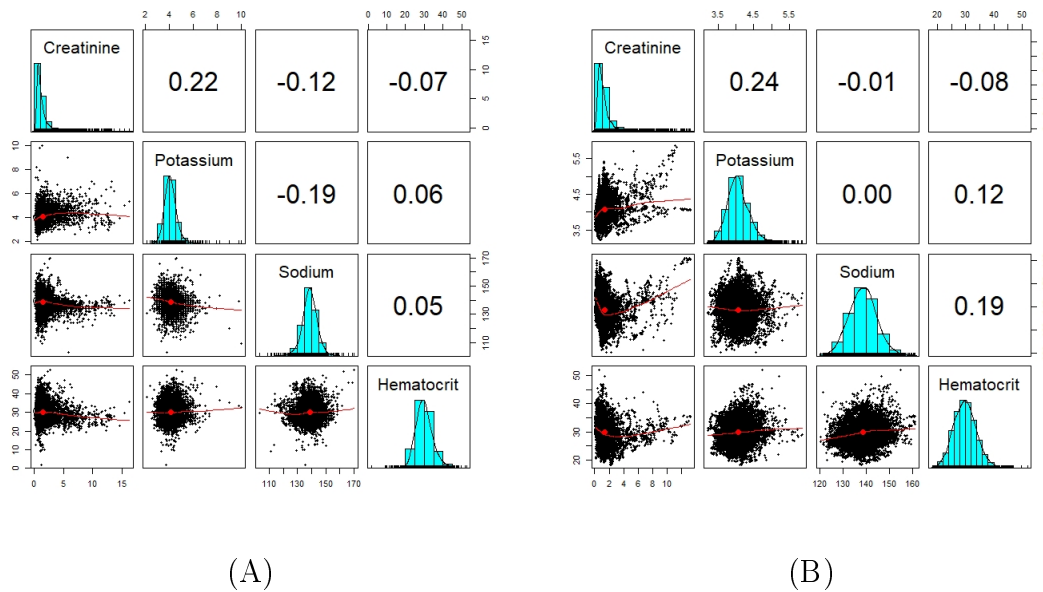 2 4 6 8 10 0 10 20 30 40 50
Creatinine 0.22 -0.12 -0.07
0 5 10 15
2 4 6 8 10
Potassium -0.19 0.06
Sodium 0.05
110 130 150 170
0 10 20 30 40 50
Hematocrit
0 5 10 15 110 130 150 170
(A)
3.5 4.5 5.5 20 30 40 50
Creatinine 0.24 -0.01 -0.08
3.5 4.5 5.5
Potassium 0.00 0.12
Sodium 0.19
20 30 40 50
Hematocrit
0 2 4 6 8 10 120 130 140 150 160
(B)